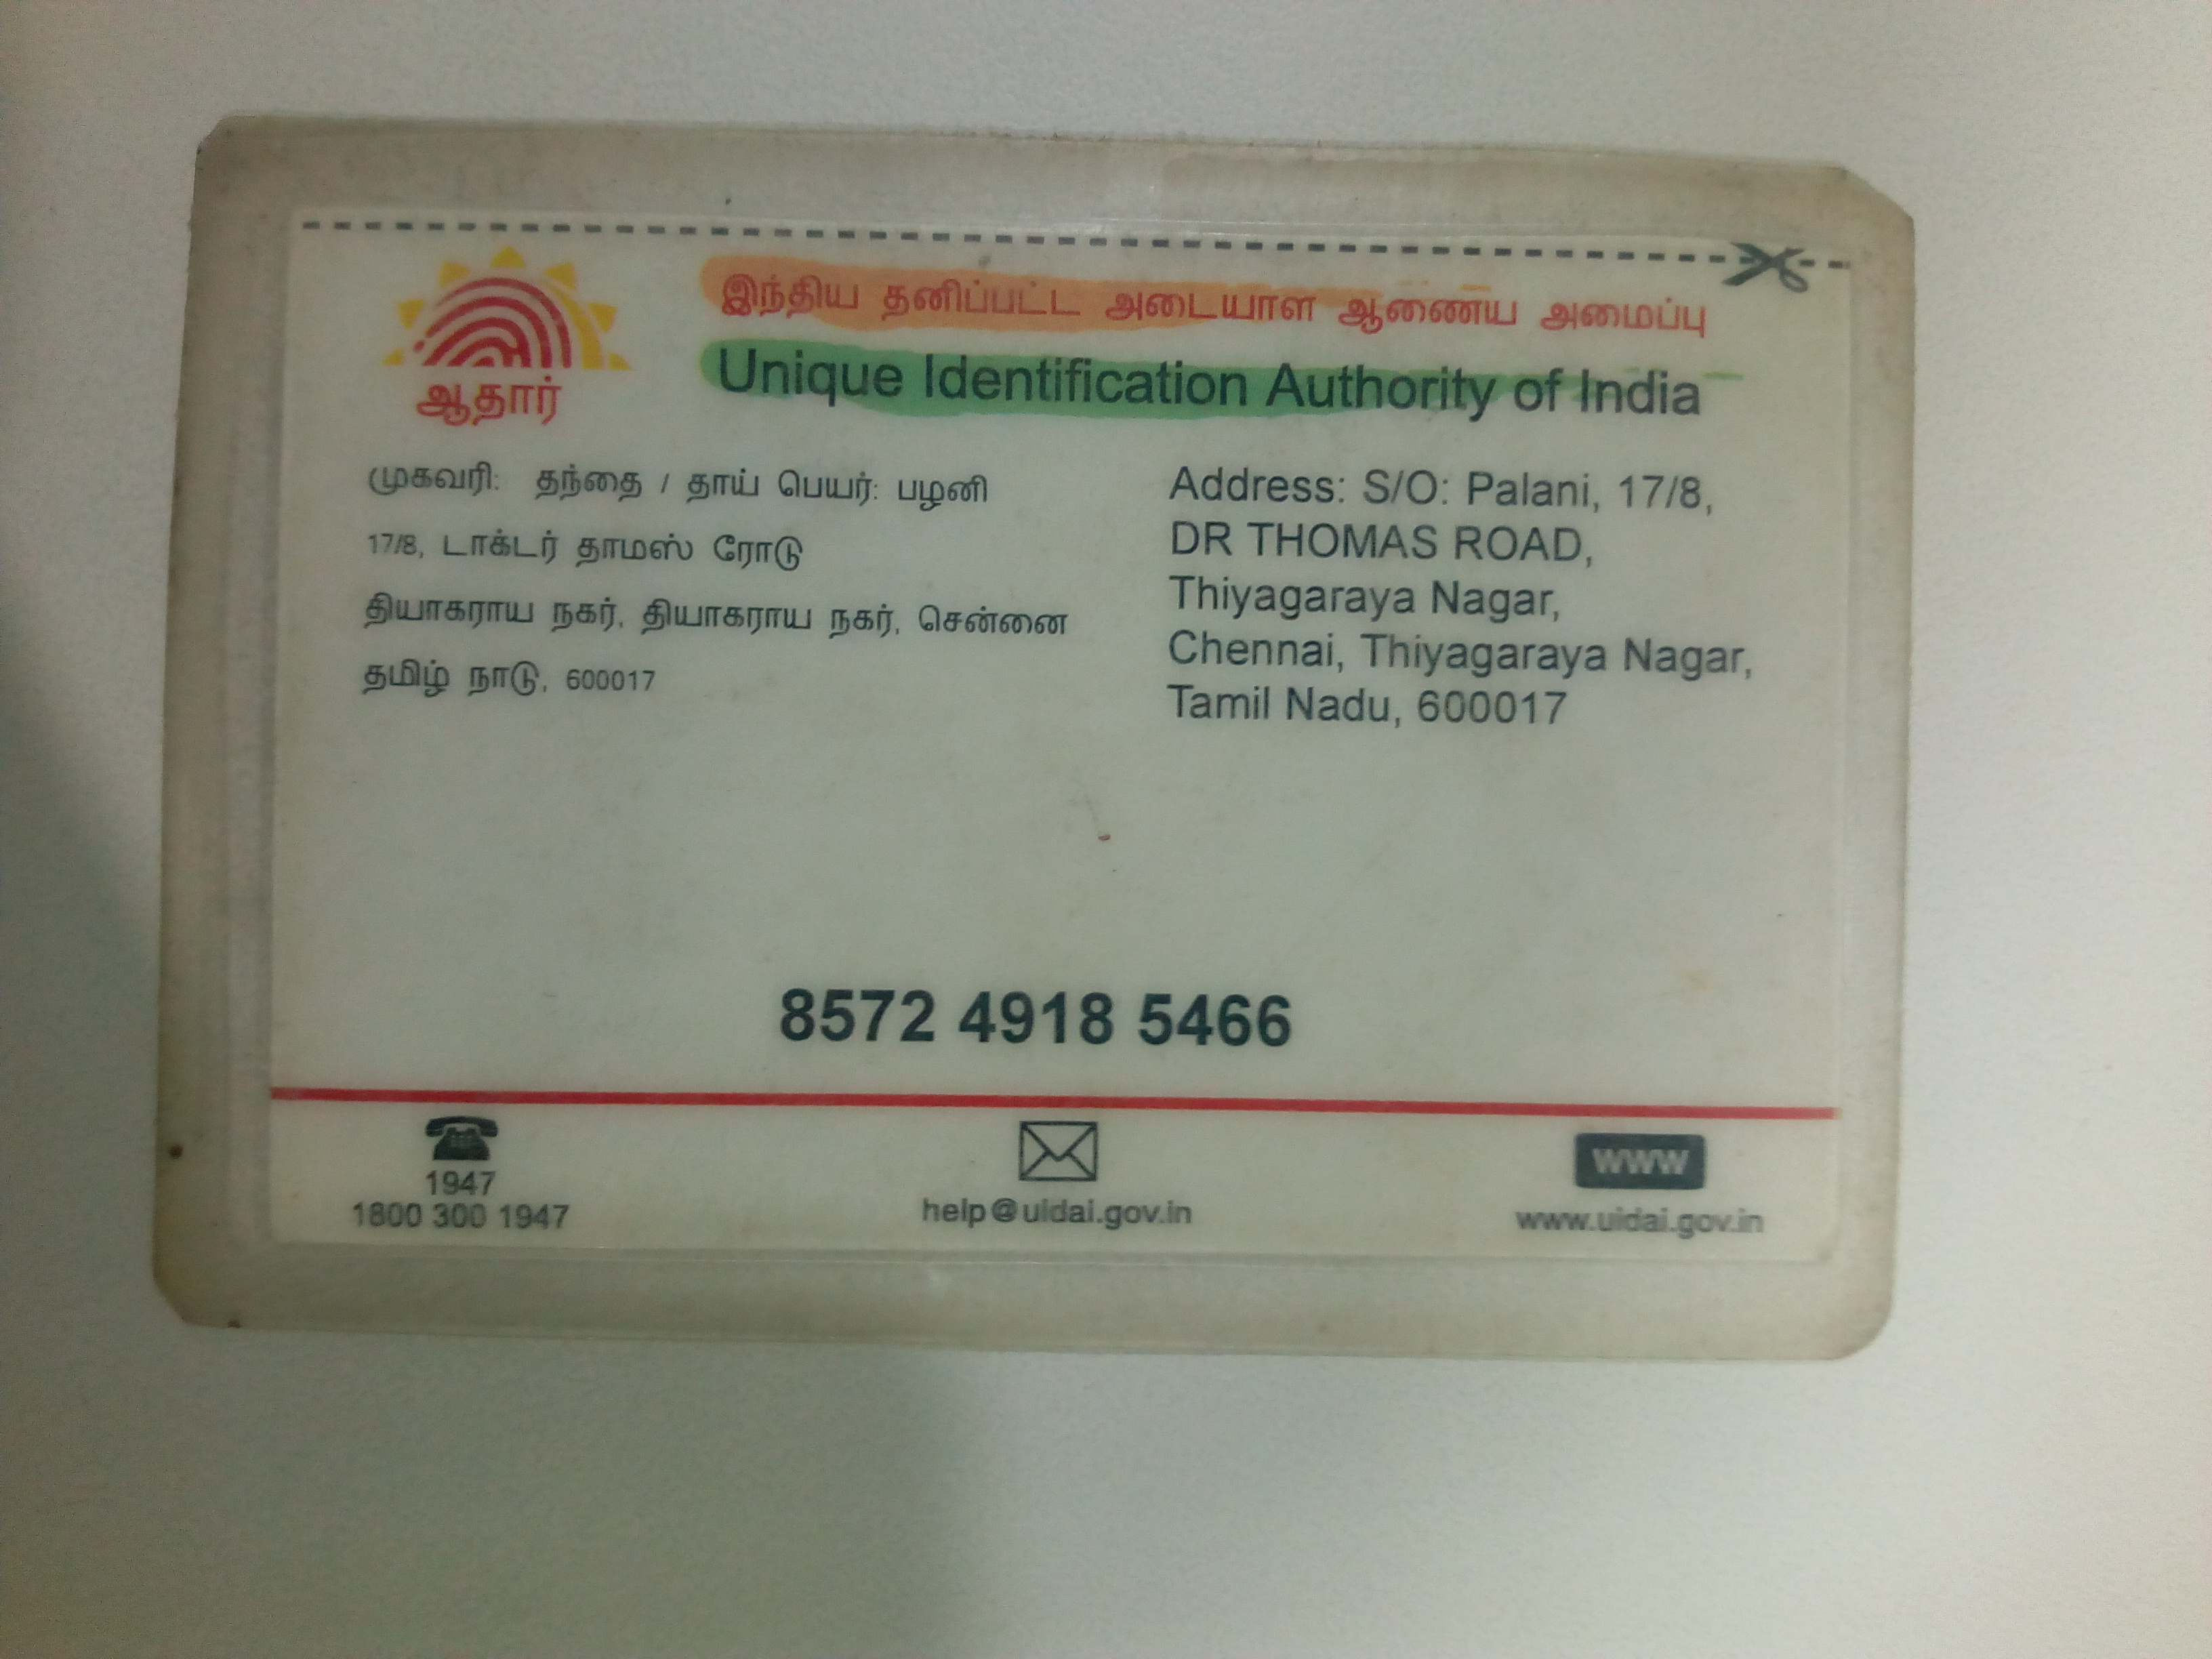 இந்திய தனிப்பட்ட அடையாள ஆணைய அமைப்பு
Unique Identification Authority of India
ஆதார்
முகவரி: தந்தை / தாய் பெயர்: பழனி
17/8, டாக்டர் தாமஸ் ரோடு
தியாகராய நகர், தியாகராய நகர், சென்னை
தமிழ் நாடு, 600017
Address: S/O: Palani, 17/8,
DR THOMAS ROAD,
Thiyagaraya Nagar,
Chennai, Thiyagaraya Nagar,
Tamil Nadu, 600017
8572 4918 5466
1947
1800 300 1947
help@uidai.gov.in
www
www.uidai.gov.in